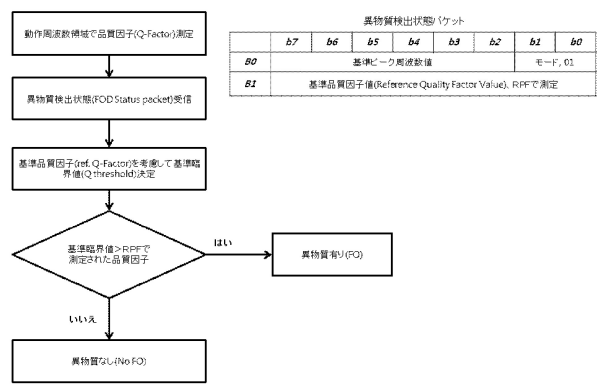 動作周波数領域で品質因子(Q-Factor)測定
異物質検出状態(FOD Status packet)受信
基準品質因子(ref. Q-Factor)を考慮して基準臨
界値(Q threshold)決定
基準臨界値>RPFで
測定された品質因子
はい
異物質有り(FO)
いいえ
異物質なし(No FO)
異物質検出状態パケット
b7 b6 b5 b4 b3 b2 b1 b0
B0 基準ピーク周波数値 モード, 01
B1 基準品質因子値(Reference Quality Factor Value)、RPFで測定